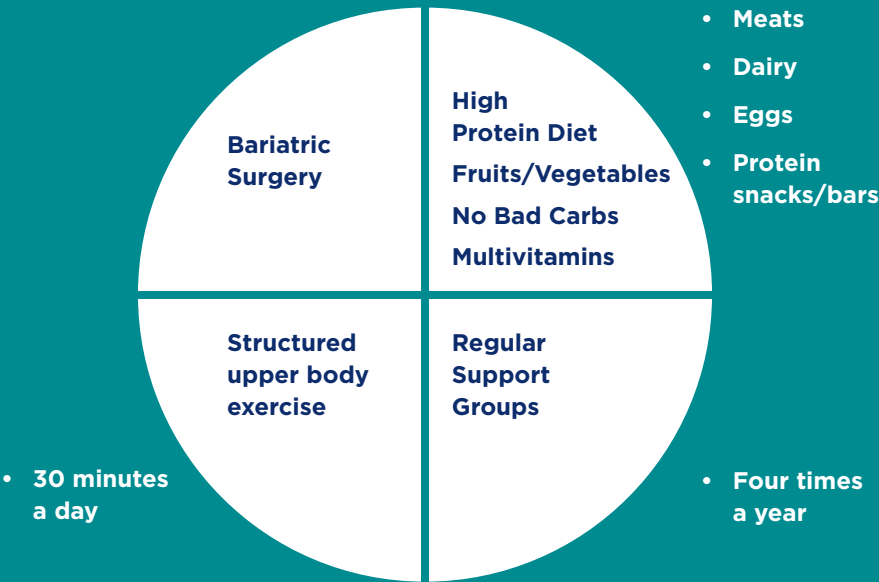 Bariatric
Surgery
High
Protein Diet
Fruits/Vegetables
No Bad Carbs
Multivitamins
• Meats
• Dairy
• Eggs
• Protein
snacks/bars
Structured
upper body
exercise
• 30 minutes
a day
Regular
Support
Groups
• Four times
a year